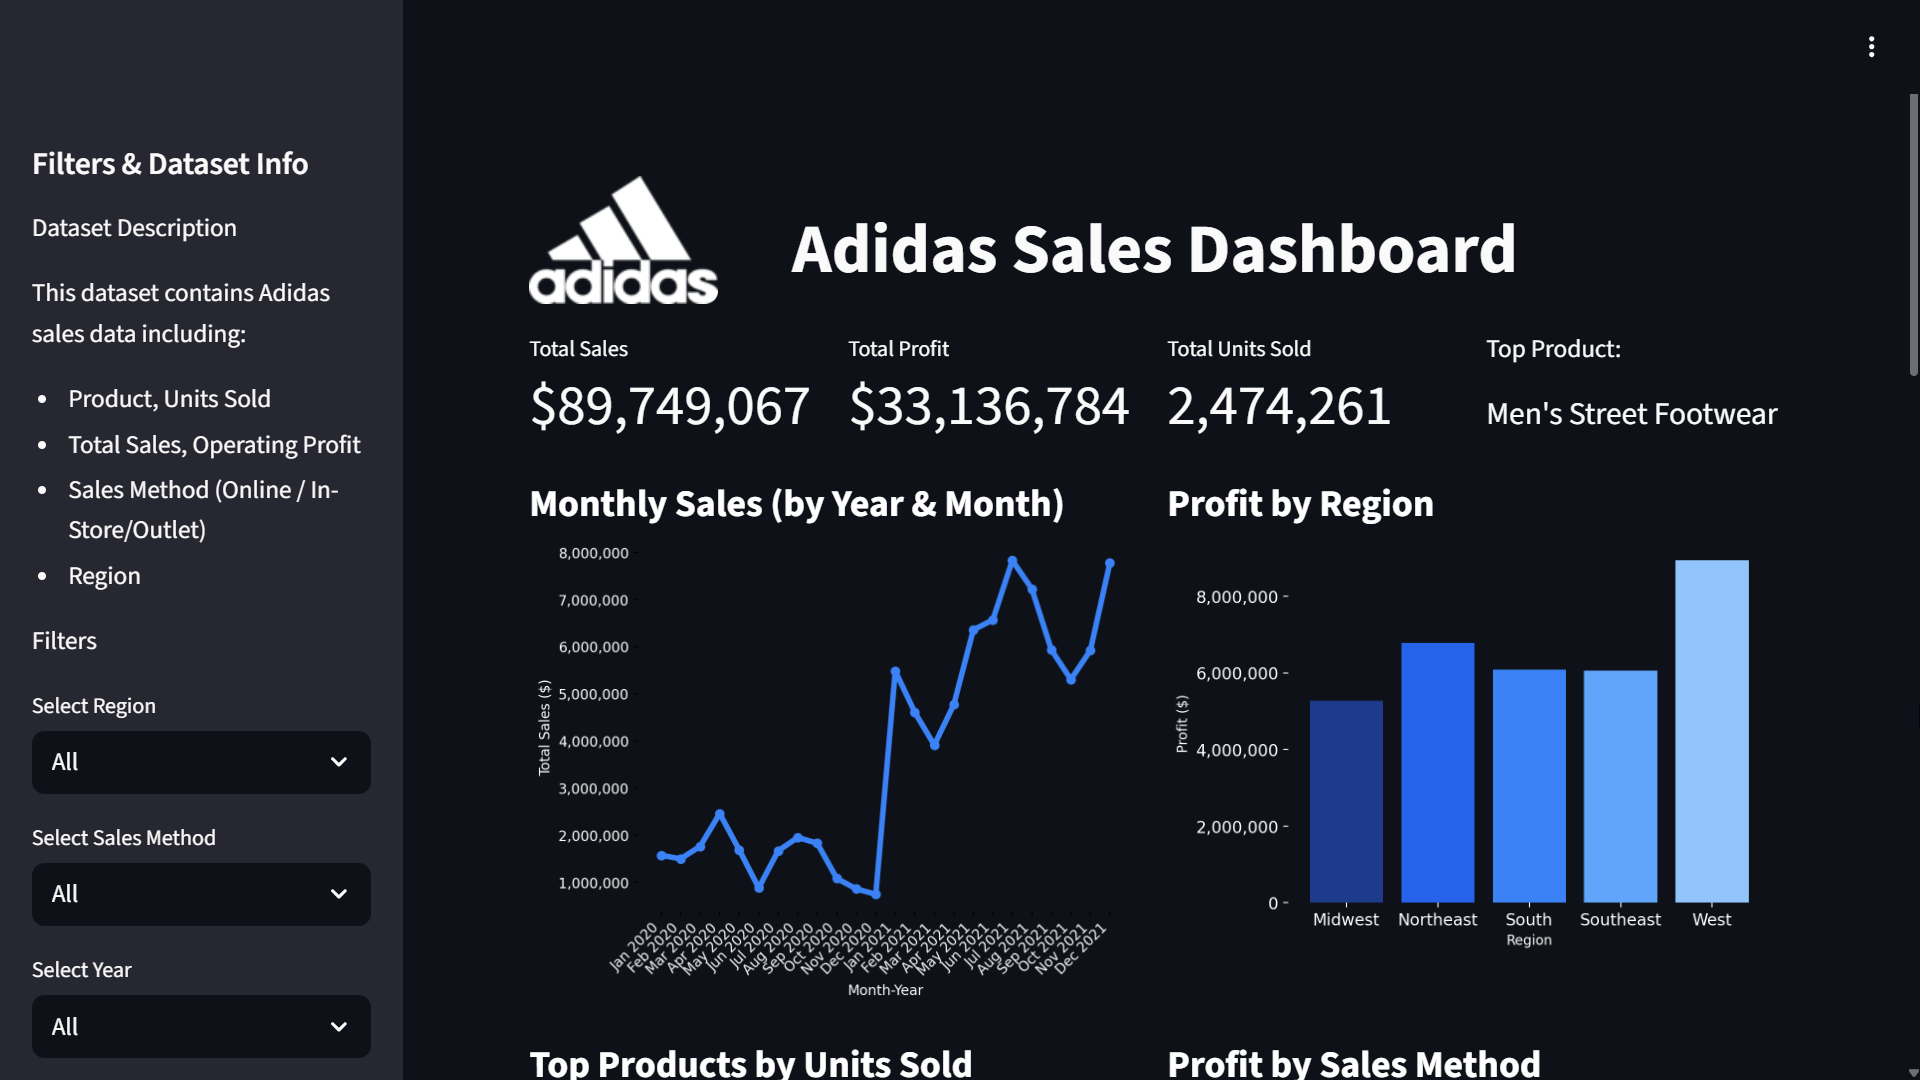 Filters & Dataset Info
Dataset Description
This dataset contains Adidas
sales data including:
Product, Units Sold
Total Sales, Operating Profit
Sales Method (Online / In-
Store/Outlet)
Region
Filters
Select Region
All
Select Sales Method
All
Select Year
All
adidas
Adidas Sales Dashboard
Total Sales
$89,749,067
Total Profit
$33,136,784
Total Units Sold
2,474,261
Top Product:
Men's Street Footwear
Monthly Sales (by Year & Month)
8,000,000
7,000,000
6,000,000
5,000,000
4,000,000
3,000,000
2,000,000
1,000,000
Total Sales ($)
Jan 2020
Feb 2020
Mar 2020
Apr 2020
May 2020
Jun 2020
Jul 2020
Aug 2020
Sep 2020
Oct 2020
Nov 2020
Dec 2020
Jan 2021
Feb 2021
Mar 2021
Apr 2021
May 2021
Jun 2021
Jul 2021
Aug 2021
Sep 2021
Oct 2021
Nov 2021
Dec 2021
Month-Year
Profit by Region
8,000,000
6,000,000
4,000,000
2,000,000
0
Profit ($)
Midwest
Northeast
South
Southeast
West
Region
Top Products by Units Sold
Profit by Sales Method